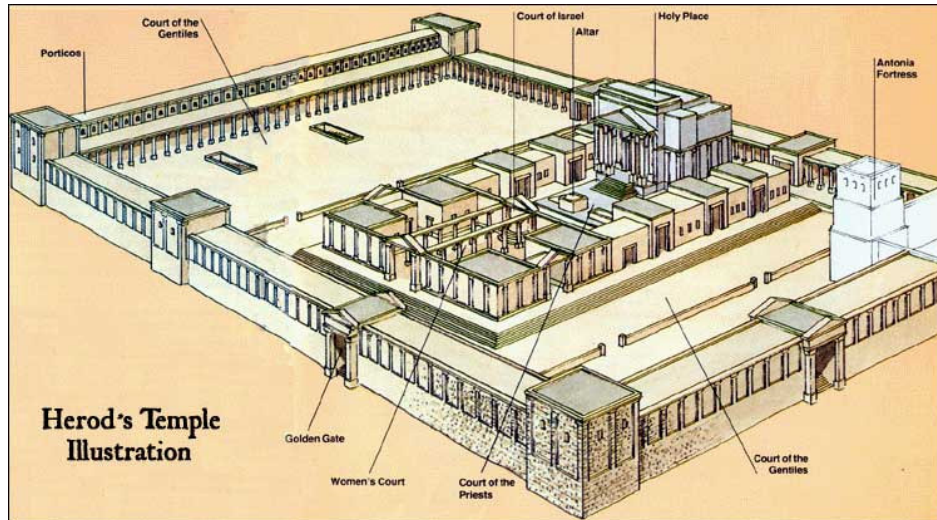 Court of the
Gentiles
Porticos
Court of Israel
Altar
Holy Place
Antonia
Fortress
Herod's Temple
Illustration
Golden Gate
Women's Court
Court of the
Priests
Court of the
Gentiles